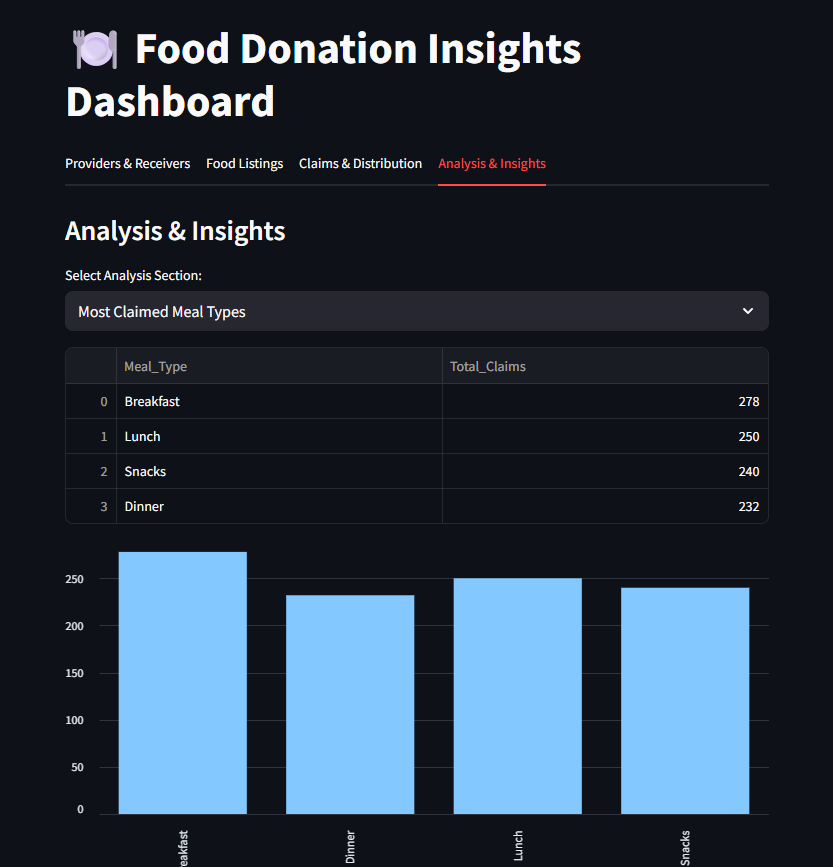 Food Donation Insights
Dashboard
Providers & Receivers Food Listings Claims & Distribution Analysis & Insights
Analysis & Insights
Select Analysis Section:
Most Claimed Meal Types
Meal_Type Total_Claims
0 Breakfast 278
1 Lunch 250
2 Snacks 240
3 Dinner 232
250
200
150
100
50
0
eakfast Dinner Lunch Snacks